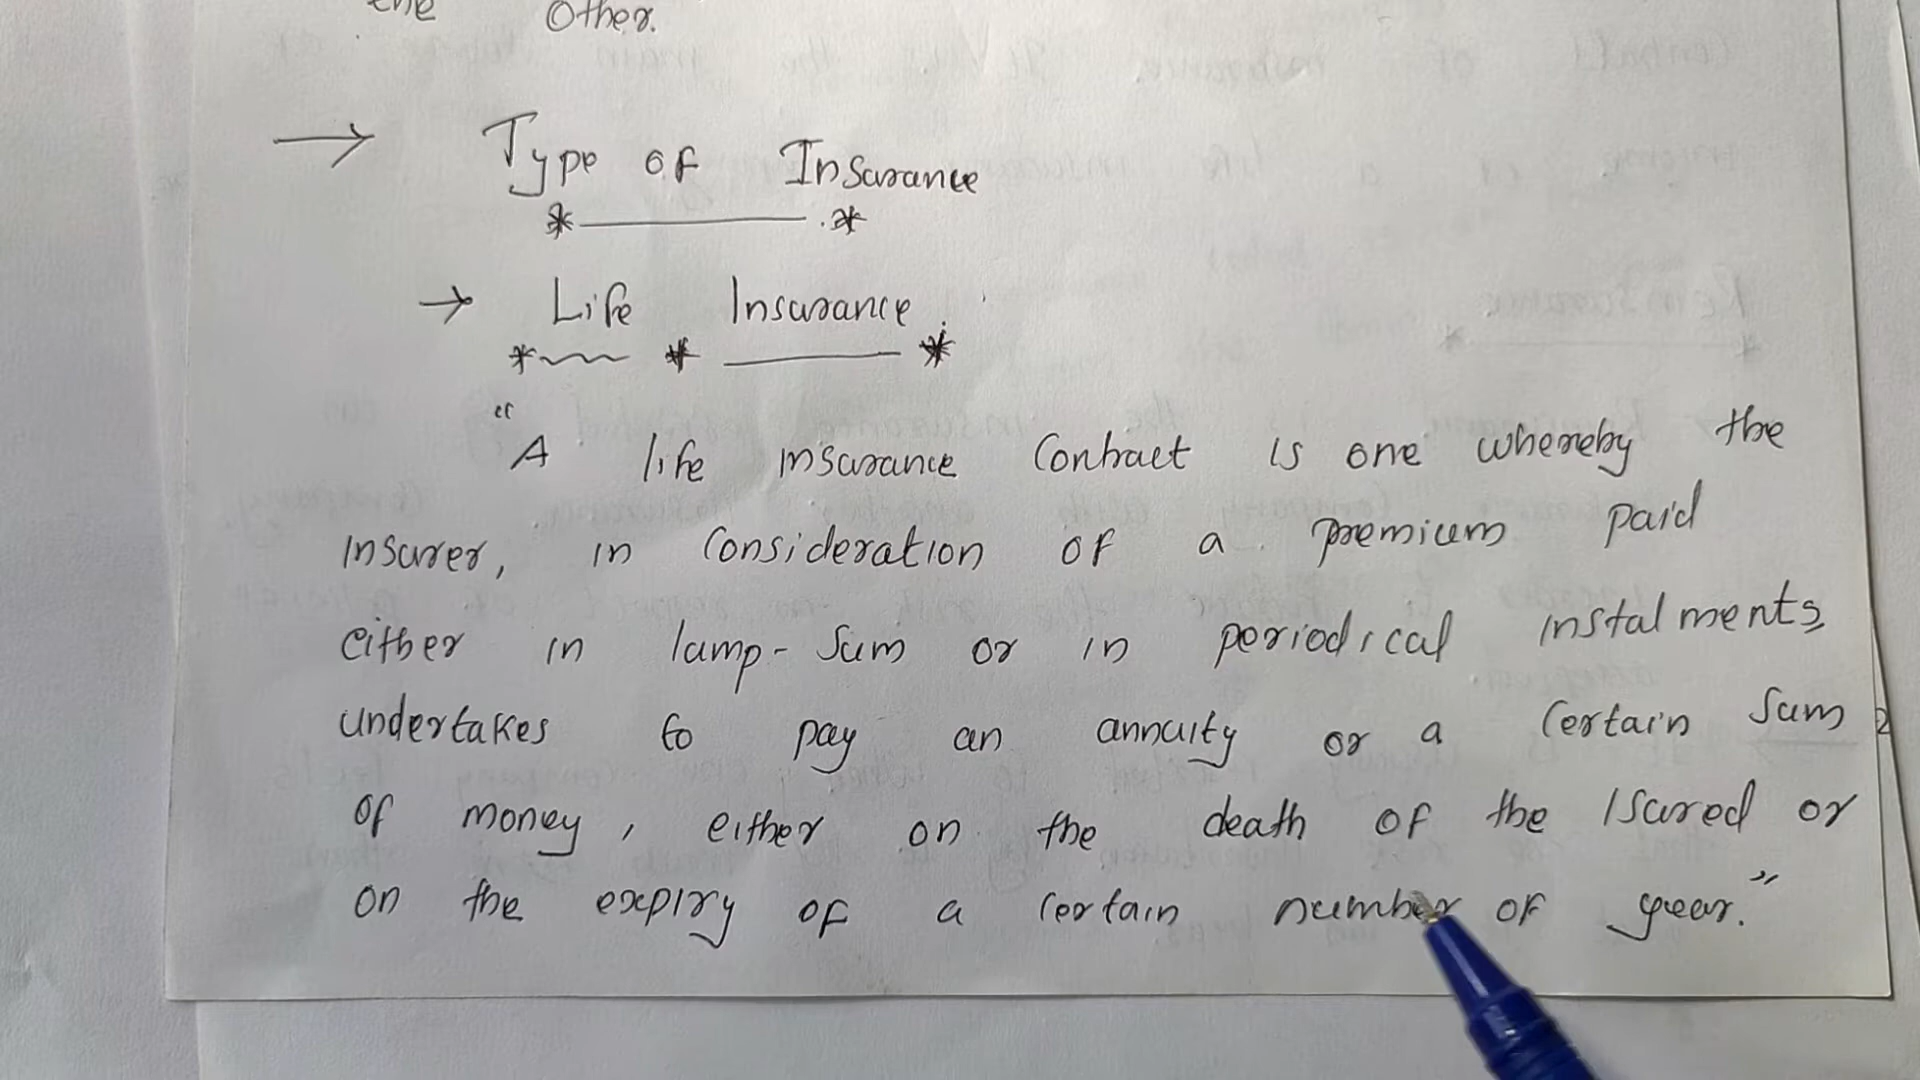 the Other.
→ Type of Insurance
→ Life Insurance.
"A life insurance Contract is one whereby the
insurer, in Consideration of a premium paid
either in lamp-Sum or in periodical instalments,
undertakes to pay an annuity or a Certain Sum
of money, either on the death of the Isured or
on the expiry of a Certain number of year."